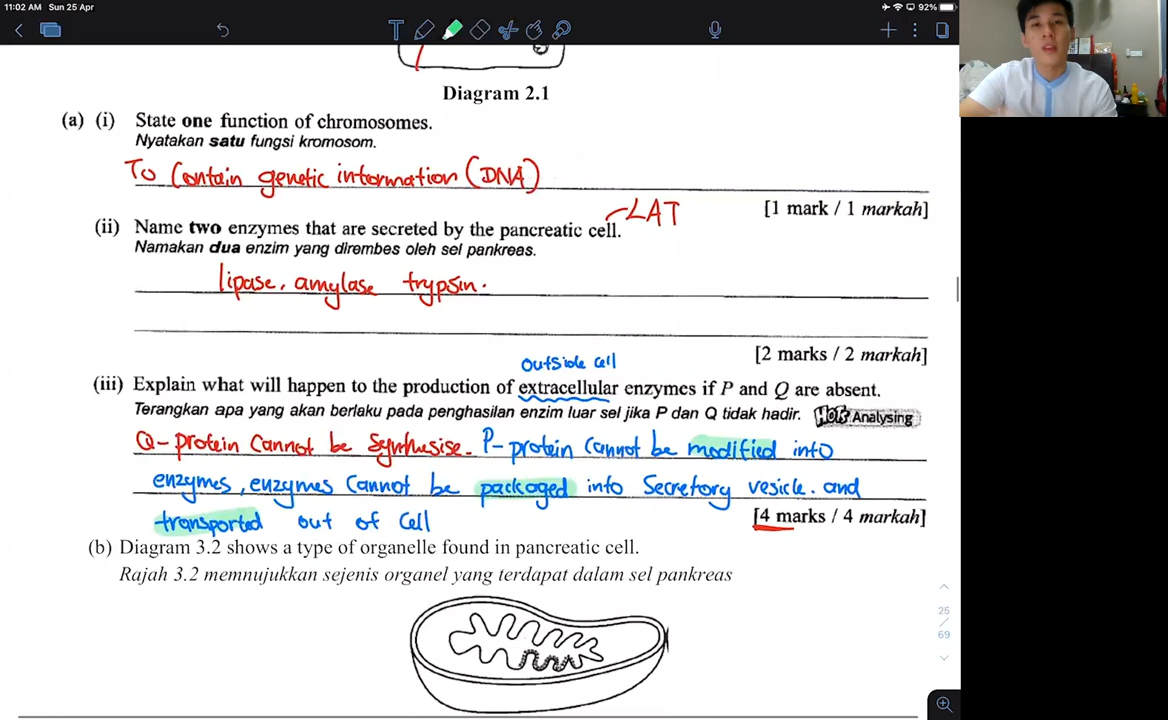 11:02 AM Sun 25 Apr
92%
T
Diagram 2.1
(a) (i) State one function of chromosomes.
Nyatakan satu fungsi kromosom.
To Contain genetic information (DNA)
[1 mark / 1 markah]
LAT
(ii) Name two enzymes that are secreted by the pancreatic cell.
Namakan dua enzim yang dirembes oleh sel pankreas.
lipase, amylase trypsin.
[2 marks / 2 markah]
outside cell
(iii) Explain what will happen to the production of extracellular enzymes if P and Q are absent.
Terangkan apa yang akan berlaku pada penghasilan enzim luar sel jika P dan Q tidak hadir. HOTS Analysing
Q-protein cannot be synthesise. P-protein cannot be modified into
enzymes, enzymes cannot be packaged into secretory vesicle. and
transported out of cell
[4 marks / 4 markah]
(b) Diagram 3.2 shows a type of organelle found in pancreatic cell.
Rajah 3.2 memnujukkan sejenis organel yang terdapat dalam sel pankreas
25
/
69